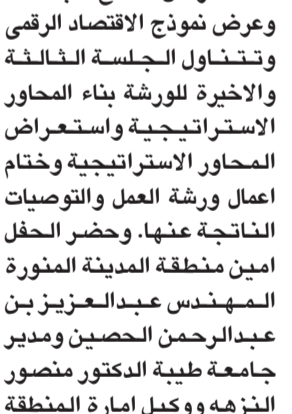 وعرض نموذج الاقتصاد الرقمى
وتتناول الجلسة الثالثة
والاخيرة للورشة بناء المحاور
الاستراتيجية واستعراض
المحاور الاستراتيجية وختام
اعمال ورشة العمل والتوصيات
الناتجة عنها. وحضر الحفل
امين منطقة المدينة المنورة
المهندس عبدالعزيز بن
عبدالرحمن الحصين ومدير
جامعة طيبة الدكتور منصور
النزهه ووكيل امارة المنطقة